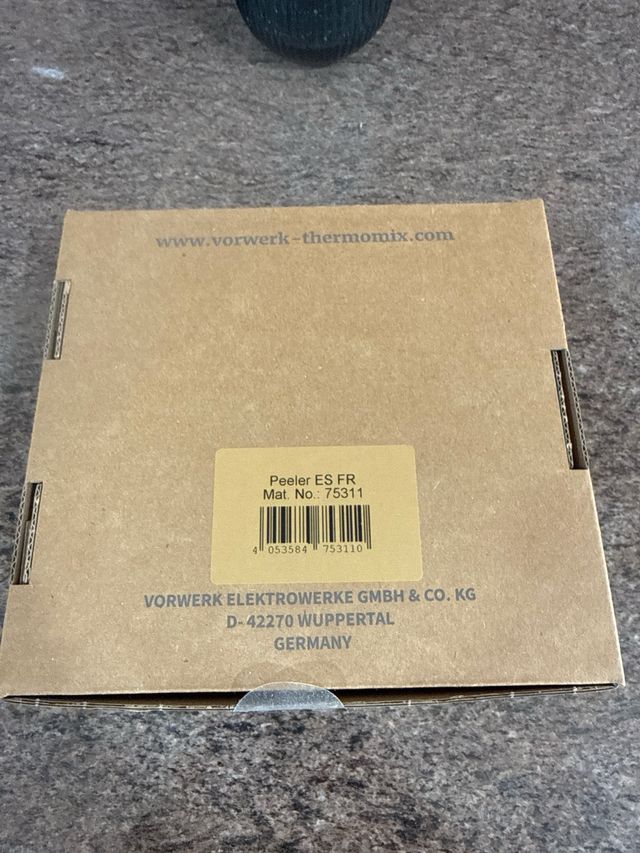 www.vorwerk-thermomix.com
Peeler ES FR
Mat. No.: 75311
4 053584 753110
VORWERK ELEKTROWERKE GMBH & CO. KG
D- 42270 WUPPERTAL
GERMANY